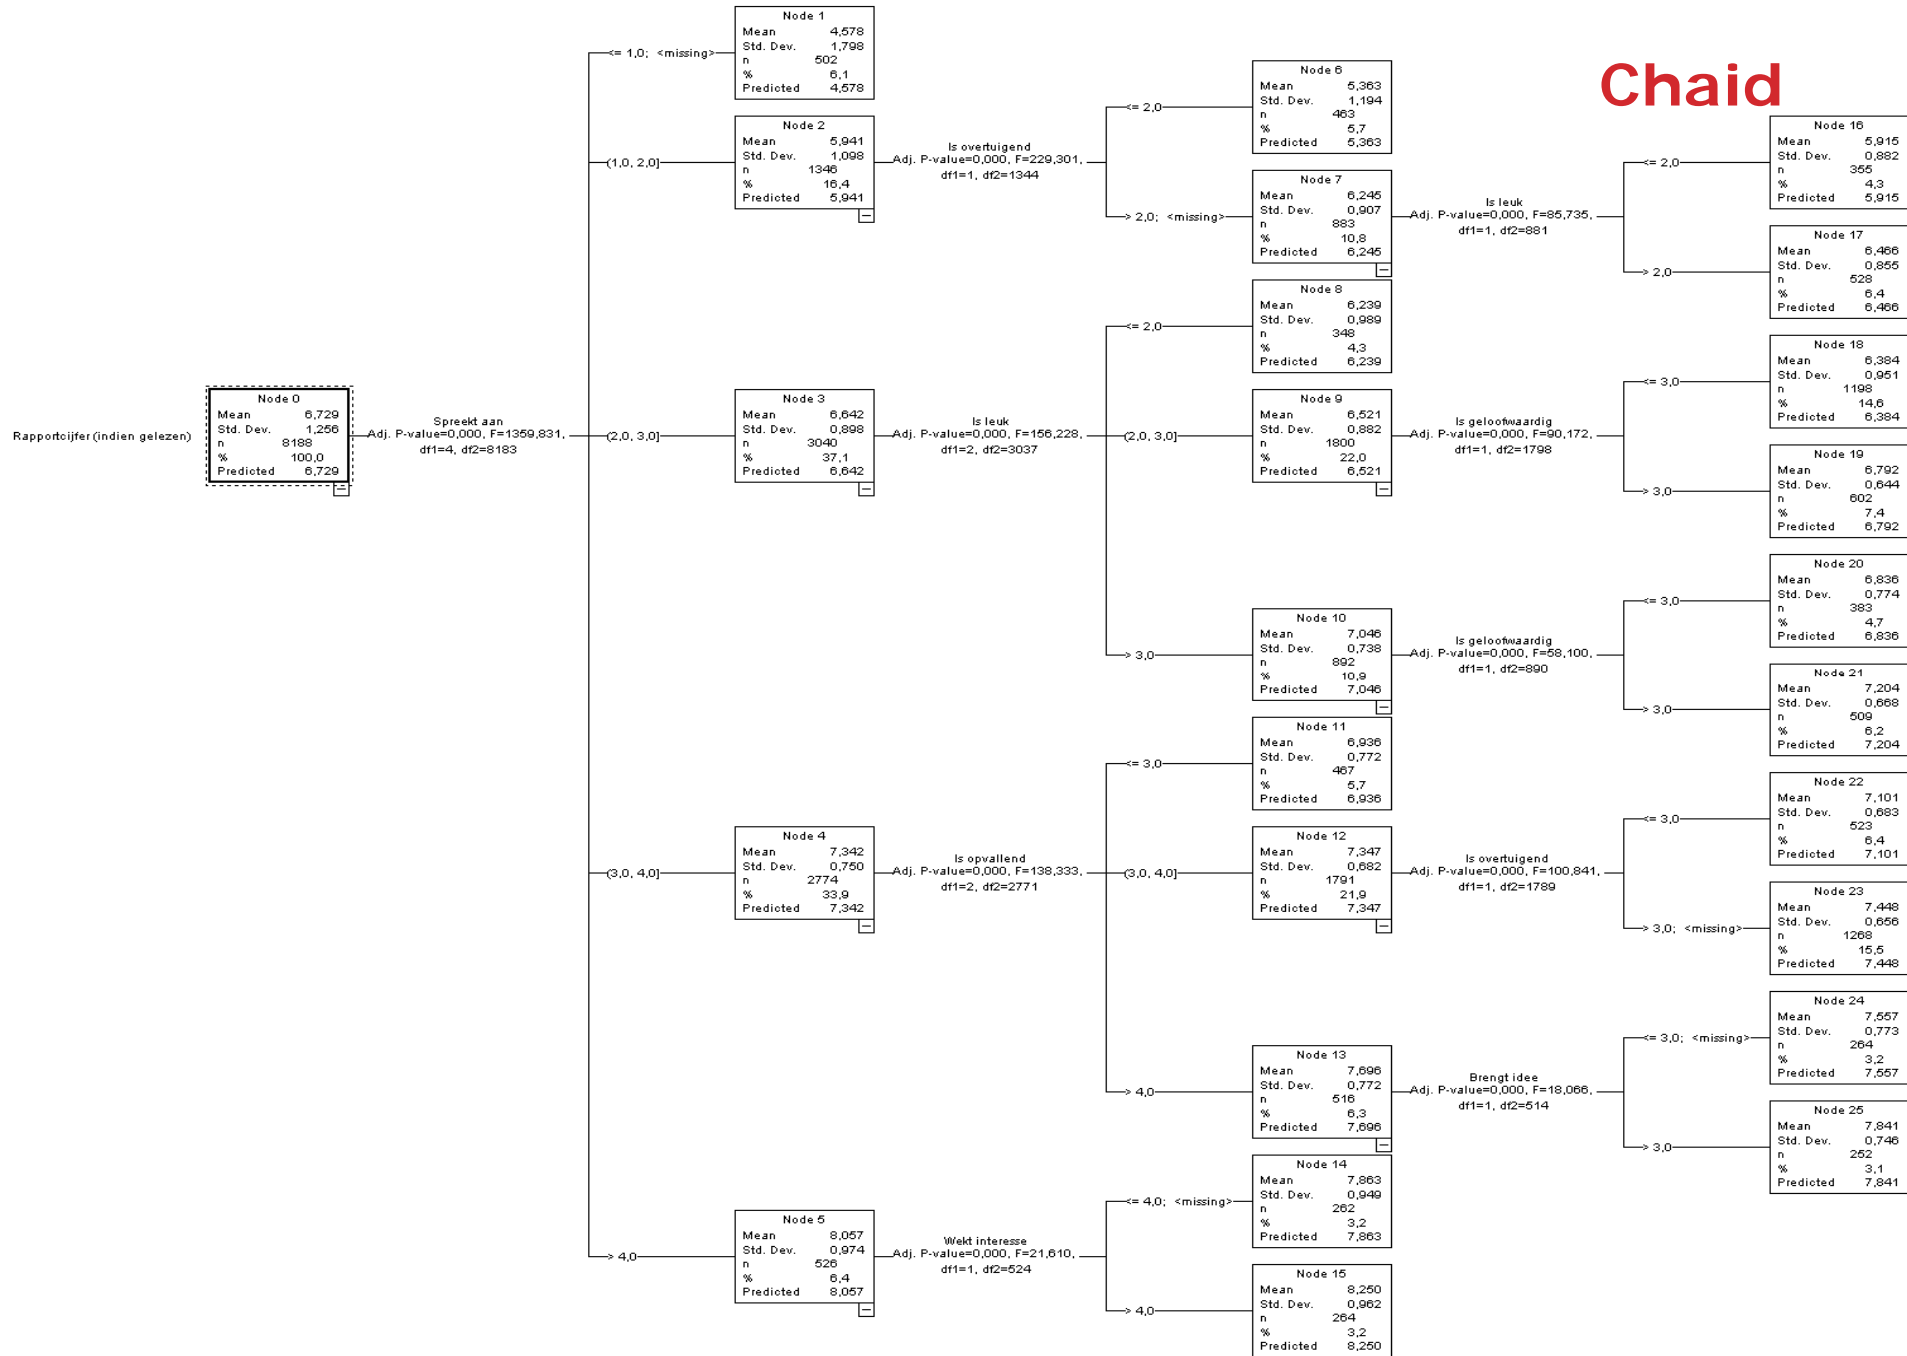 Chaid
Rapportcijfer (indien gelezen)
Node 0
Mean 6,729
Std. Dev. 1,256
n 8188
% 100,0
Predicted 6,729
Spreekt aan
Adj. P-value=0,000, F=1359,831,
df1=4, df2=8183
<= 1,0; <missing>
Node 1
Mean 4,578
Std. Dev. 1,798
n 502
% 6,1
Predicted 4,578
(1,0, 2,0]
Node 2
Mean 5,941
Std. Dev. 1,098
n 1346
% 16,4
Predicted 5,941
Is overtuigend
Adj. P-value=0,000, F=229,301,
df1=1, df2=1344
<= 2,0
Node 6
Mean 5,363
Std. Dev. 1,194
n 463
% 5,7
Predicted 5,363
> 2,0; <missing>
Node 7
Mean 6,245
Std. Dev. 0,907
n 883
% 10,8
Predicted 6,245
Is leuk
Adj. P-value=0,000, F=85,735,
df1=1, df2=881
<= 2,0
Node 16
Mean 5,915
Std. Dev. 0,882
n 355
% 4,3
Predicted 5,915
> 2,0
Node 17
Mean 6,466
Std. Dev. 0,855
n 528
% 6,4
Predicted 6,466
(2,0, 3,0]
Node 3
Mean 6,642
Std. Dev. 0,898
n 3040
% 37,1
Predicted 6,642
Is leuk
Adj. P-value=0,000, F=156,228,
df1=2, df2=3037
<= 2,0
Node 8
Mean 6,239
Std. Dev. 0,989
n 348
% 4,3
Predicted 6,239
(2,0, 3,0]
Node 9
Mean 6,521
Std. Dev. 0,882
n 1800
% 22,0
Predicted 6,521
Is geloofwaardig
Adj. P-value=0,000, F=90,172,
df1=1, df2=1798
<= 3,0
Node 18
Mean 6,384
Std. Dev. 0,951
n 1198
% 14,6
Predicted 6,384
> 3,0
Node 19
Mean 6,792
Std. Dev. 0,644
n 602
% 7,4
Predicted 6,792
> 3,0
Node 10
Mean 7,046
Std. Dev. 0,738
n 892
% 10,9
Predicted 7,046
Is geloofwaardig
Adj. P-value=0,000, F=58,100,
df1=1, df2=890
<= 3,0
Node 20
Mean 6,836
Std. Dev. 0,774
n 383
% 4,7
Predicted 6,836
> 3,0
Node 21
Mean 7,204
Std. Dev. 0,668
n 509
% 6,2
Predicted 7,204
(3,0, 4,0]
Node 4
Mean 7,342
Std. Dev. 0,750
n 2774
% 33,9
Predicted 7,342
Is opvallend
Adj. P-value=0,000, F=138,333,
df1=2, df2=2771
<= 3,0
Node 11
Mean 6,936
Std. Dev. 0,772
n 467
% 5,7
Predicted 6,936
(3,0, 4,0]
Node 12
Mean 7,347
Std. Dev. 0,682
n 1791
% 21,9
Predicted 7,347
Is overtuigend
Adj. P-value=0,000, F=100,841,
df1=1, df2=1789
<= 3,0
Node 22
Mean 7,101
Std. Dev. 0,683
n 523
% 6,4
Predicted 7,101
> 3,0; <missing>
Node 23
Mean 7,448
Std. Dev. 0,656
n 1268
% 15,5
Predicted 7,448
> 4,0
Node 13
Mean 7,696
Std. Dev. 0,772
n 516
% 6,3
Predicted 7,696
Brengt idee
Adj. P-value=0,000, F=18,066,
df1=1, df2=514
<= 3,0; <missing>
Node 24
Mean 7,557
Std. Dev. 0,773
n 264
% 3,2
Predicted 7,557
> 3,0
Node 25
Mean 7,841
Std. Dev. 0,746
n 252
% 3,1
Predicted 7,841
> 4,0
Node 5
Mean 8,057
Std. Dev. 0,974
n 526
% 6,4
Predicted 8,057
Wekt interesse
Adj. P-value=0,000, F=21,610,
df1=1, df2=524
<= 4,0; <missing>
Node 14
Mean 7,863
Std. Dev. 0,949
n 262
% 3,2
Predicted 7,863
> 4,0
Node 15
Mean 8,250
Std. Dev. 0,962
n 264
% 3,2
Predicted 8,250